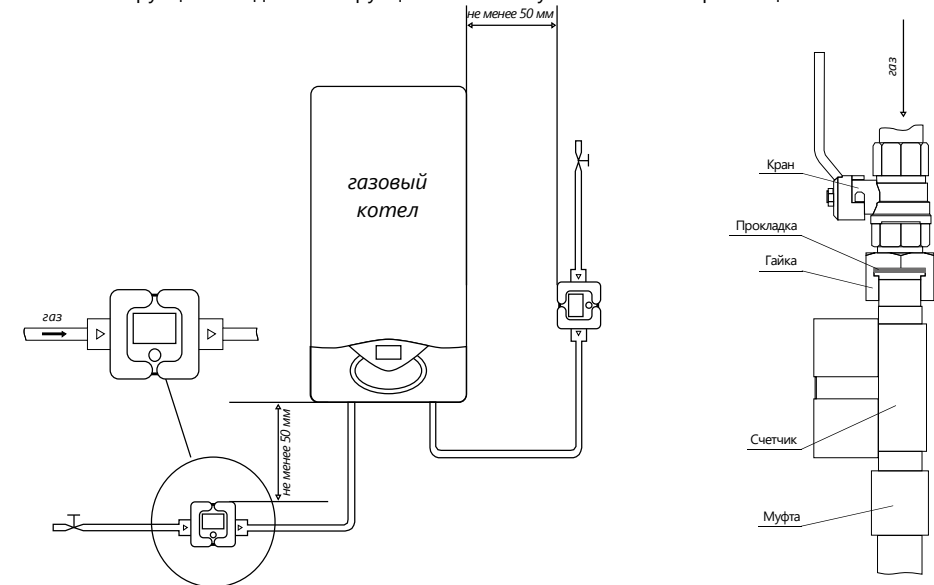 не менее 50 мм
газовый
котел
газ
не менее 50 мм
газ
Кран
Прокладка
Гайка
Счетчик
Муфта